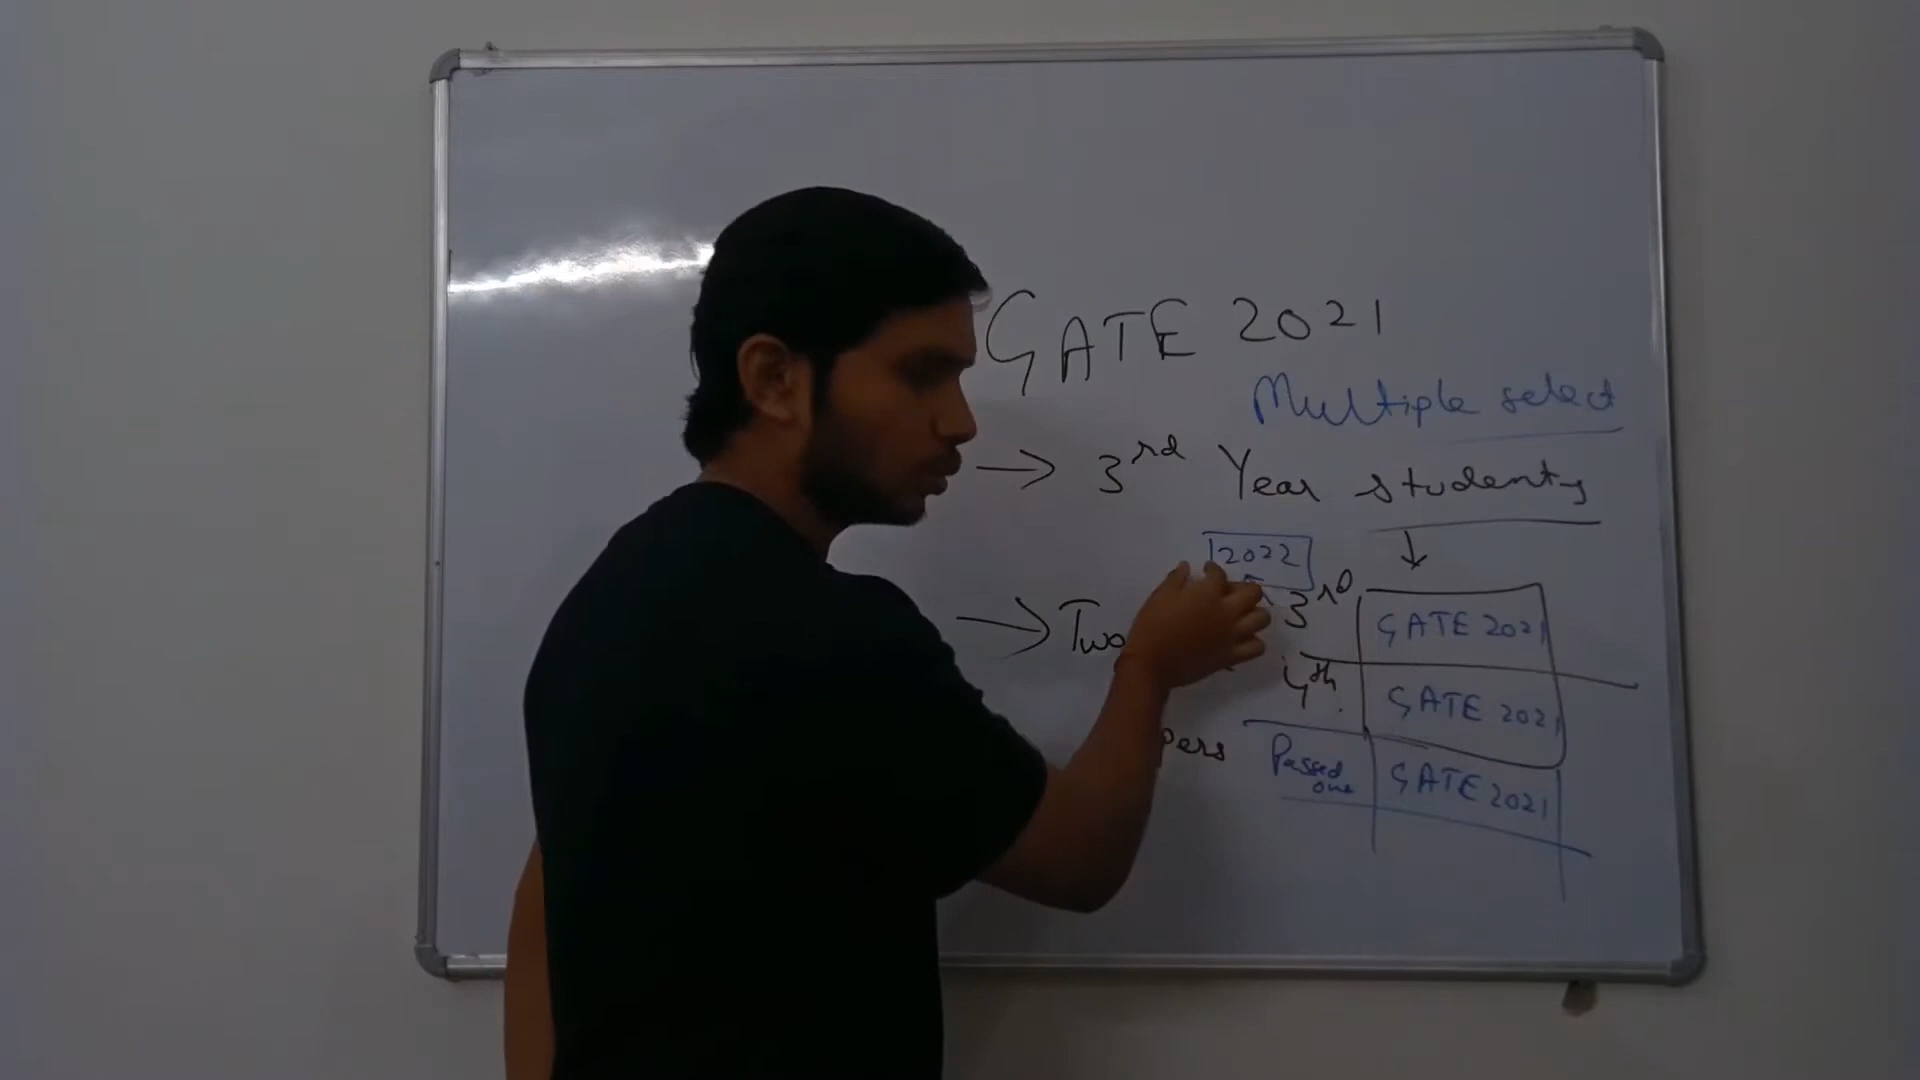 GATE 2021
Multiple select
→ 3rd Year students
↓
2022
→ Two
3rd GATE 2021
4th GATE 2021
pers
Passed out GATE 2021